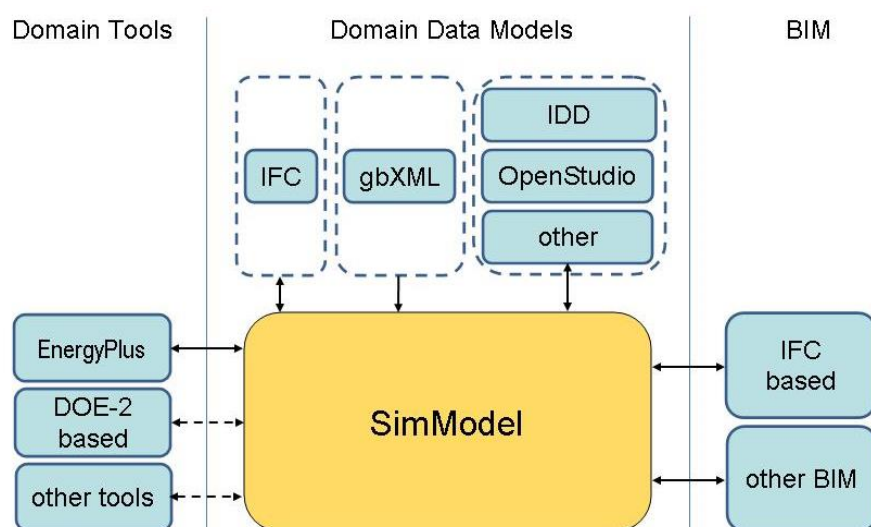 Domain Tools
Domain Data Models
BIM
IFC
gbXML
IDD
OpenStudio
other
EnergyPlus
DOE-2
based
other tools
SimModel
IFC
based
other BIM